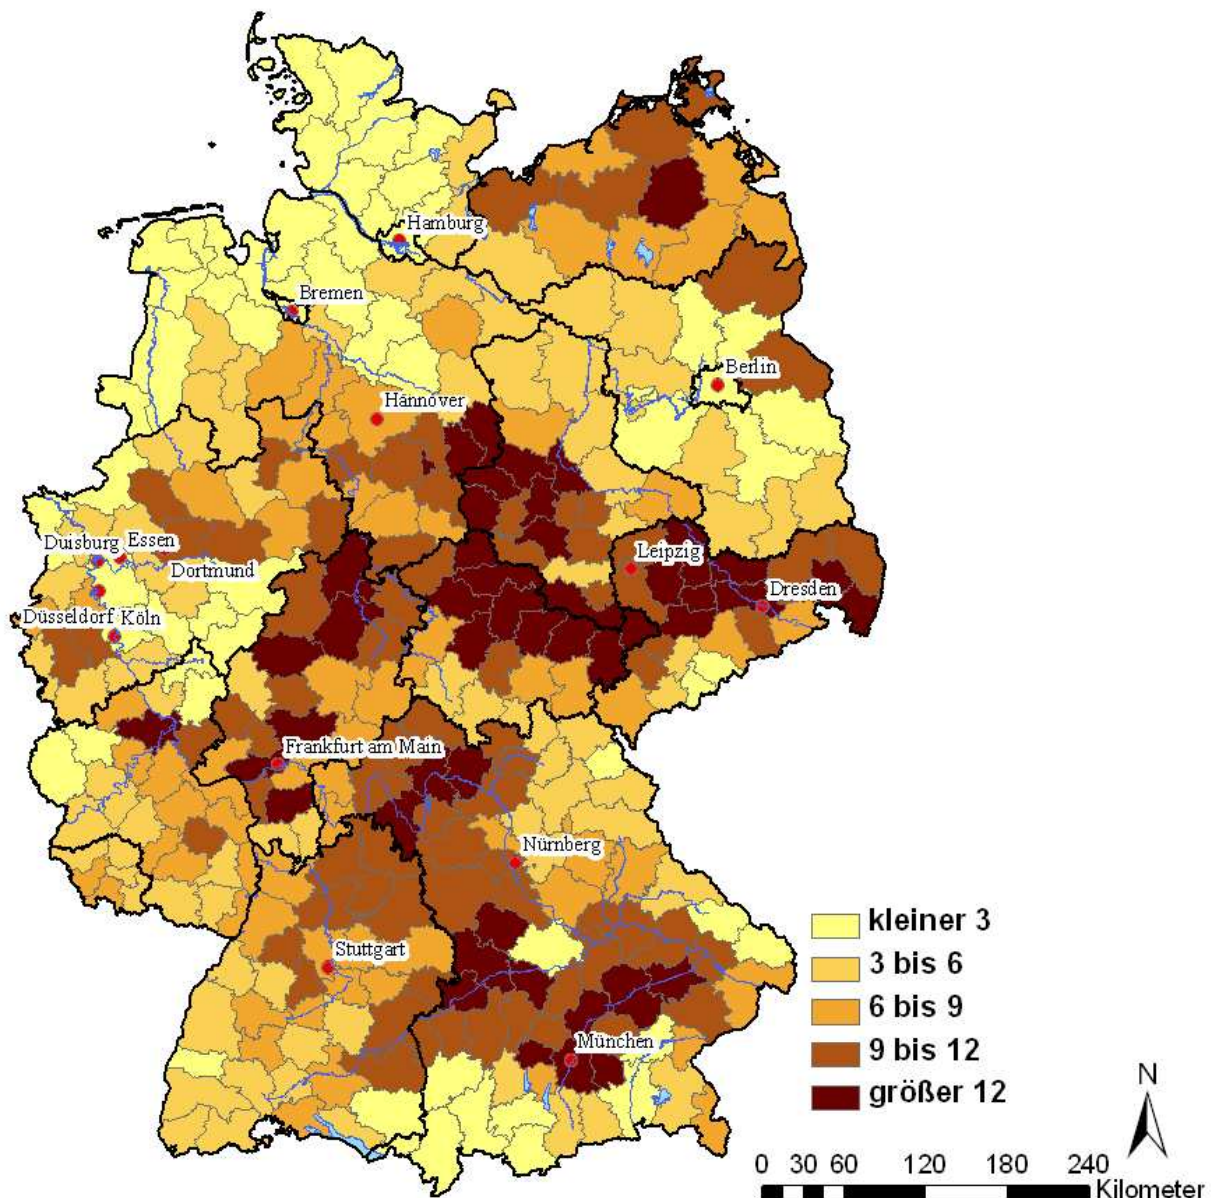 Hamburg
Bremen
Berlin
Hannover
Duisburg
Essen
Dortmund
Leipzig
Dresden
Düsseldorf
Köln
Frankfurt am Main
Nürnberg
Stuttgart
München
kleiner 3
3 bis 6
6 bis 9
9 bis 12
größer 12
N
0 30 60 120 180 240
Kilometer